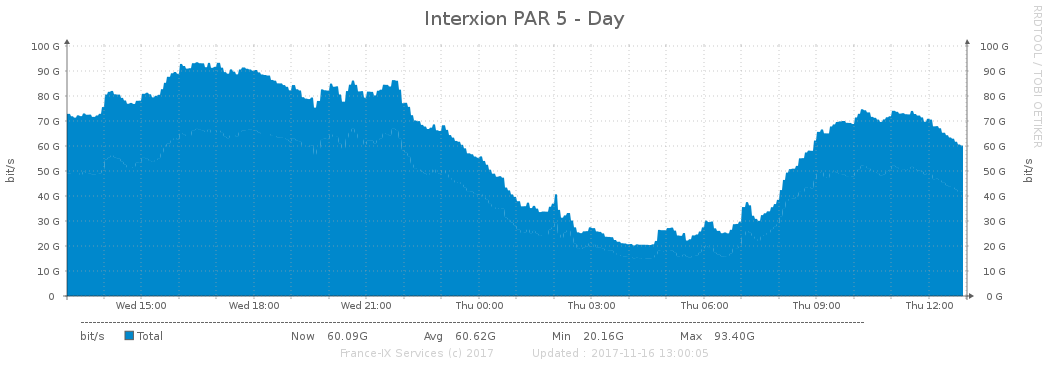 Interxion PAR 5 - Day
RRDTOOL / TOBI OETIKER
bit/s
100 G
90 G
80 G
70 G
60 G
50 G
40 G
30 G
20 G
10 G
0
100 G
90 G
80 G
70 G
60 G
50 G
40 G
30 G
20 G
10 G
0 G
bit/s
Wed 15:00 Wed 18:00 Wed 21:00 Thu 00:00 Thu 03:00 Thu 06:00 Thu 09:00 Thu 12:00
bit/s Total Now 60.09G Avg 60.62G Min 20.16G Max 93.40G
France-IX Services (c) 2017 Updated : 2017-11-16 13:00:05